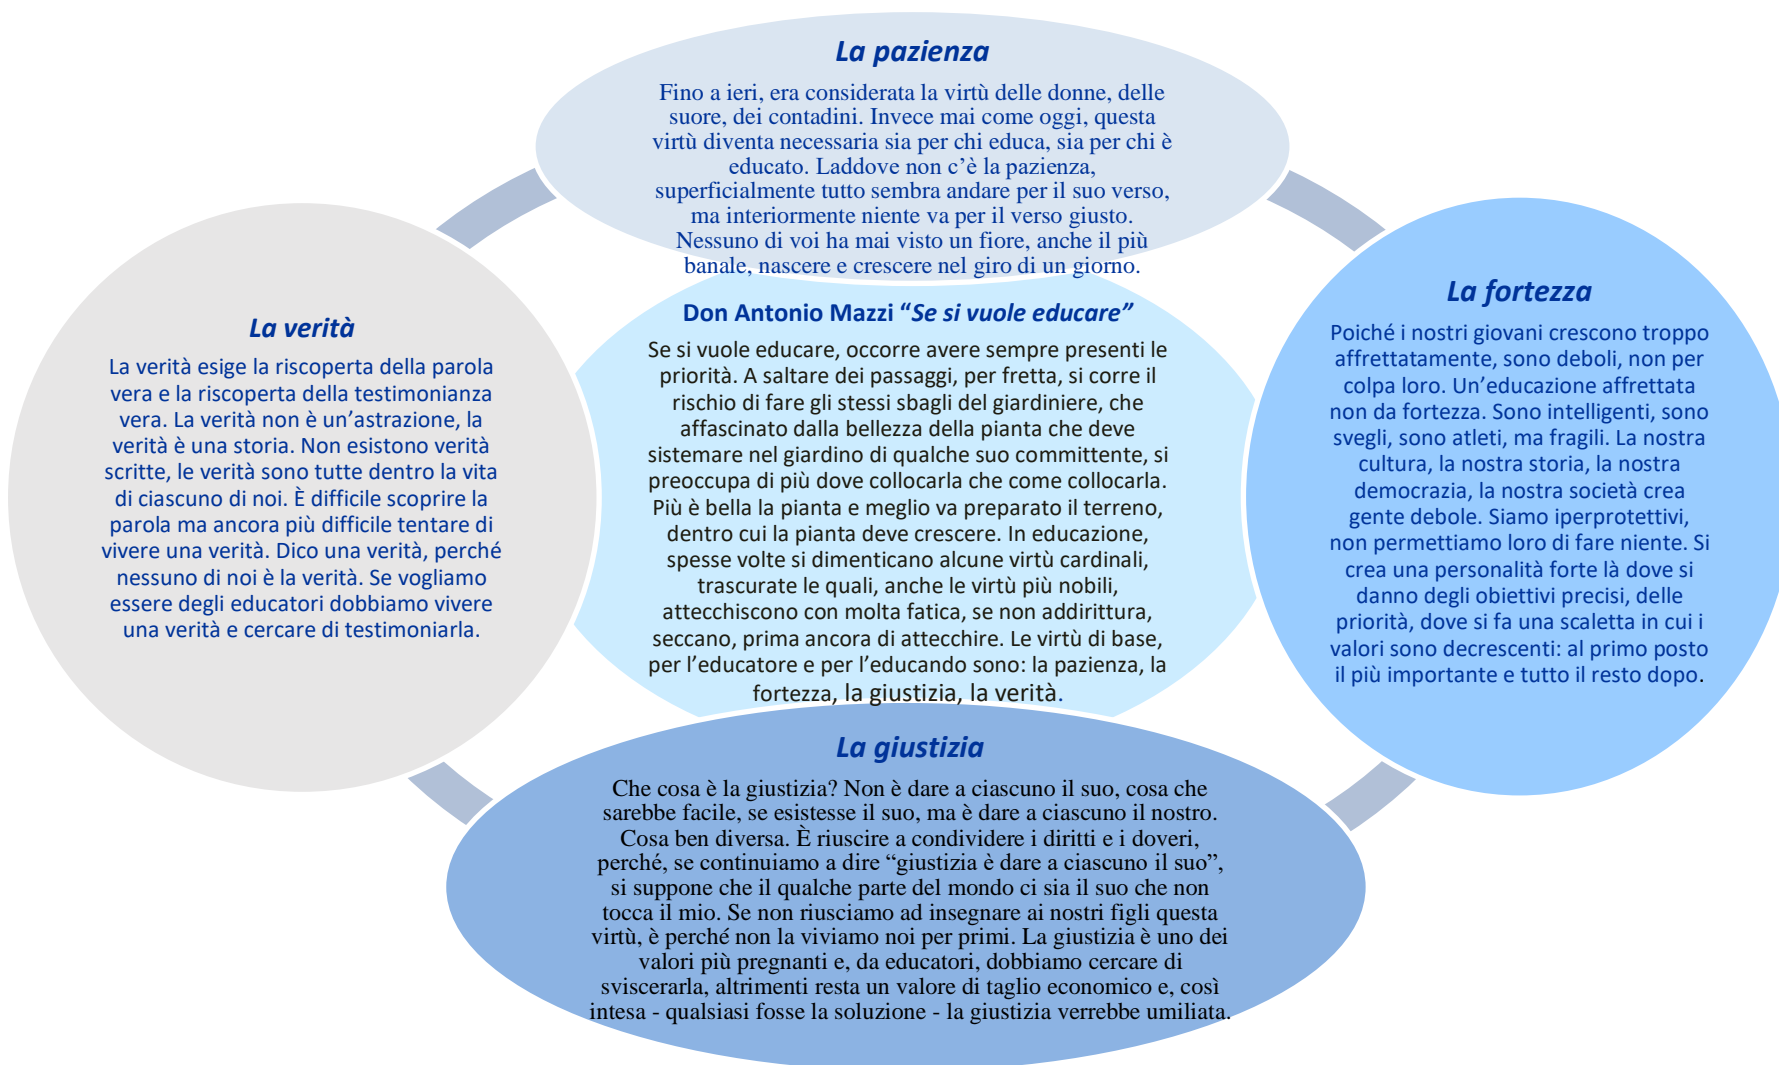 La pazienza
Fino a ieri, era considerata la virtù delle donne, delle
suore, dei contadini. Invece mai come oggi, questa
virtù diventa necessaria sia per chi educa, sia per chi è
educato. Laddove non c’è la pazienza,
superficialmente tutto sembra andare per il suo verso,
ma interiormente niente va per il verso giusto.
Nessuno di voi ha mai visto un fiore, anche il più
banale, nascere e crescere nel giro di un giorno.
La verità
La verità esige la riscoperta della parola
vera e la riscoperta della testimonianza
vera. La verità non è un’astrazione, la
verità è una storia. Non esistono verità
scritte, le verità sono tutte dentro la vita
di ciascuno di noi. È difficile scoprire la
parola ma ancora più difficile tentare di
vivere una verità. Dico una verità, perché
nessuno di noi è la verità. Se vogliamo
essere degli educatori dobbiamo vivere
una verità e cercare di testimoniarla.
Don Antonio Mazzi “Se si vuole educare”
Se si vuole educare, occorre avere sempre presenti le
priorità. A saltare dei passaggi, per fretta, si corre il
rischio di fare gli stessi sbagli del giardiniere, che
affascinato dalla bellezza della pianta che deve
sistemare nel giardino di qualche suo committente, si
preoccupa di più dove collocarla che come collocarla.
Più è bella la pianta e meglio va preparato il terreno,
dentro cui la pianta deve crescere. In educazione,
spesse volte si dimenticano alcune virtù cardinali,
trascurate le quali, anche le virtù più nobili,
attecchiscono con molta fatica, se non addirittura,
seccano, prima ancora di attecchire. Le virtù di base,
per l’educatore e per l’educando sono: la pazienza, la
fortezza, la giustizia, la verità.
La fortezza
Poiché i nostri giovani crescono troppo
affrettatamente, sono deboli, non per
colpa loro. Un’educazione affrettata
non da fortezza. Sono intelligenti, sono
svegli, sono atleti, ma fragili. La nostra
cultura, la nostra storia, la nostra
democrazia, la nostra società crea
gente debole. Siamo iperprotettivi,
non permettiamo loro di fare niente. Si
crea una personalità forte là dove si
danno degli obiettivi precisi, delle
priorità, dove si fa una scaletta in cui i
valori sono decrescenti: al primo posto
il più importante e tutto il resto dopo.
La giustizia
Che cosa è la giustizia? Non è dare a ciascuno il suo, cosa che
sarebbe facile, se esistesse il suo, ma è dare a ciascuno il nostro.
Cosa ben diversa. È riuscire a condividere i diritti e i doveri,
perché, se continuiamo a dire “giustizia è dare a ciascuno il suo”,
si suppone che il qualche parte del mondo ci sia il suo che non
tocca il mio. Se non riusciamo ad insegnare ai nostri figli questa
virtù, è perché non la viviamo noi per primi. La giustizia è uno dei
valori più pregnanti e, da educatori, dobbiamo cercare di
sviscerarla, altrimenti resta un valore di taglio economico e, così
intesa - qualsiasi fosse la soluzione - la giustizia verrebbe umiliata.